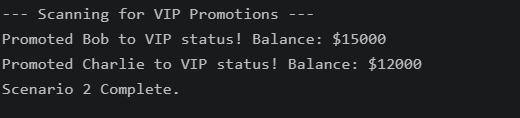 --- Scanning for VIP Promotions ---
Promoted Bob to VIP status! Balance: $15000
Promoted Charlie to VIP status! Balance: $12000
Scenario 2 Complete.